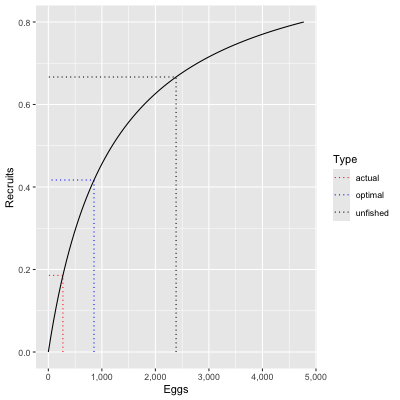 0.8
0.6
0.4
0.2
0.0
Recruits
0
1,000
2,000
3,000
4,000
5,000
Eggs
Type
actual
optimal
unfished